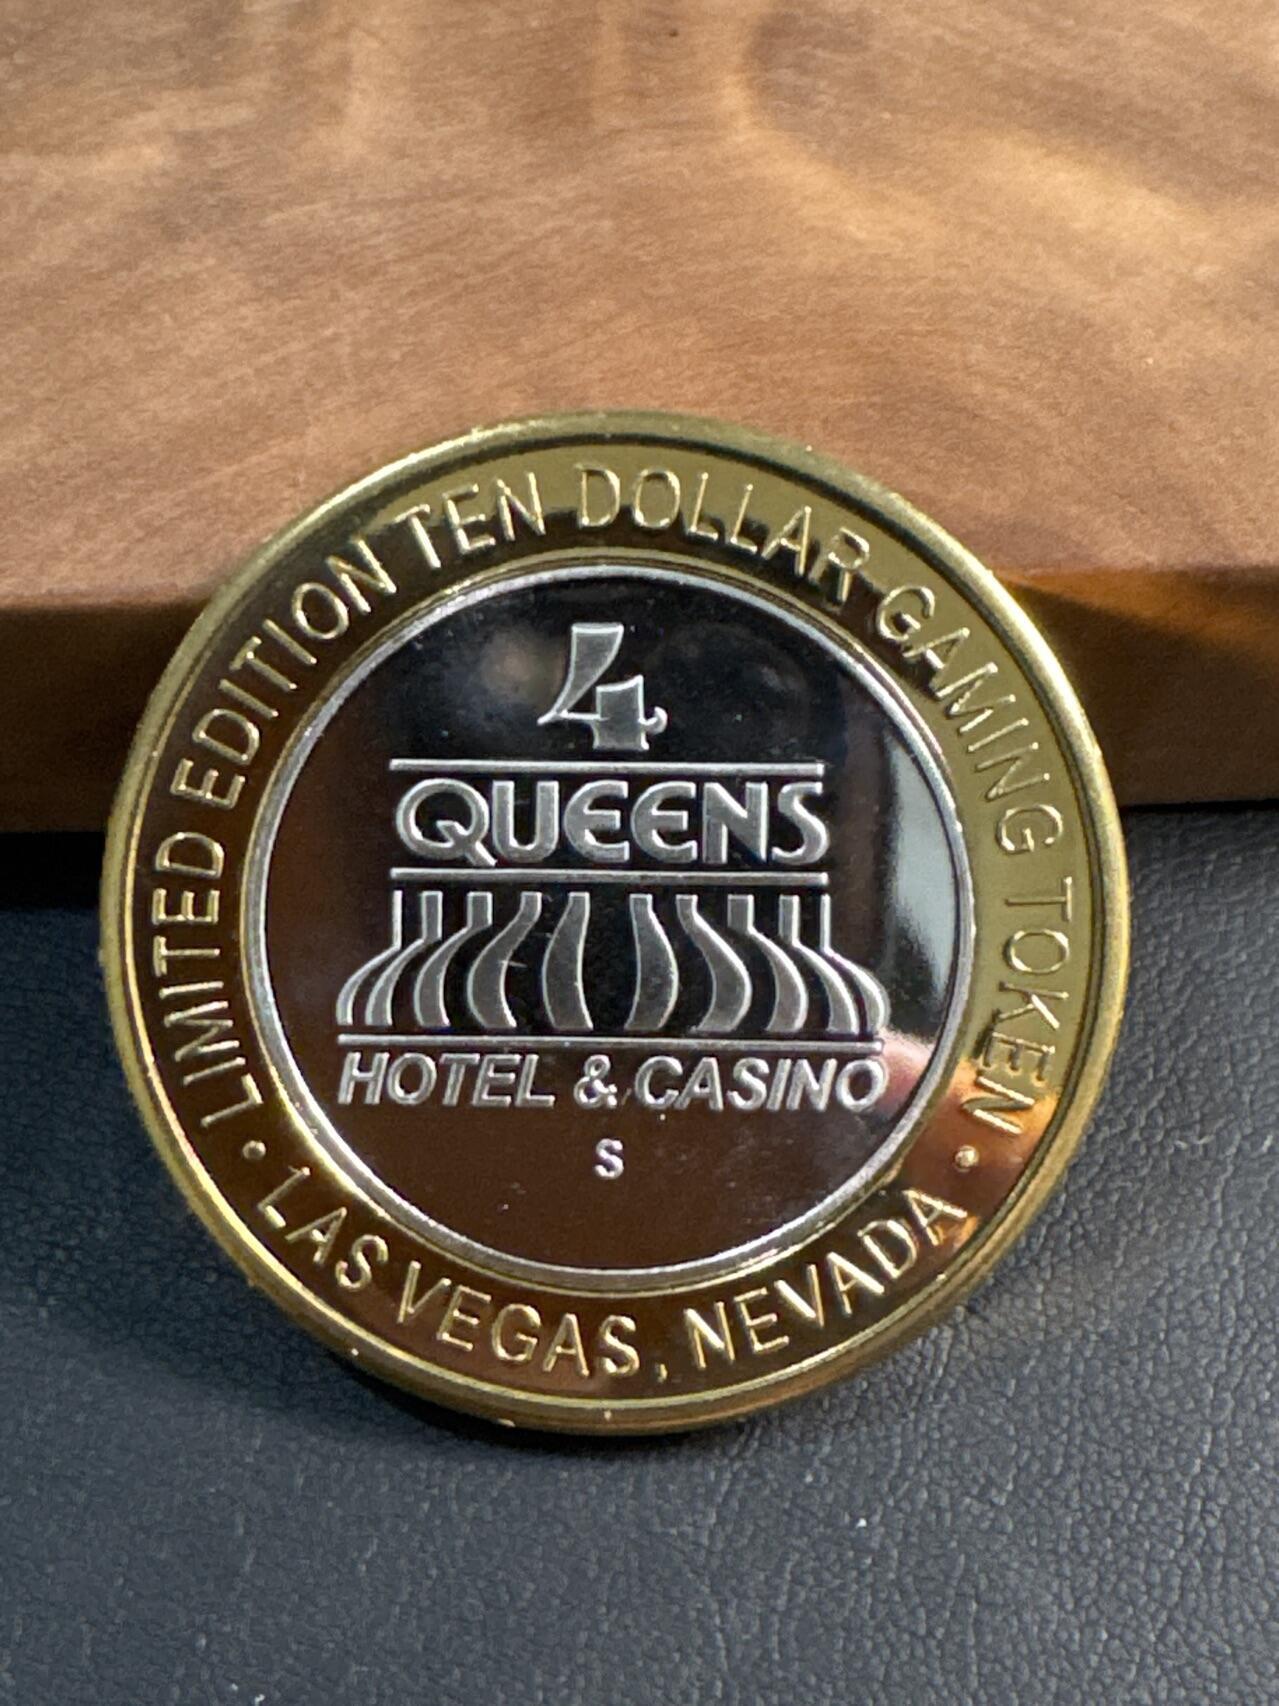 LIMITED EDITION TEN DOLLAR GAMING TOKEN
4
QUEENS
HOTEL & CASINO
S
• LAS VEGAS, NEVADA •